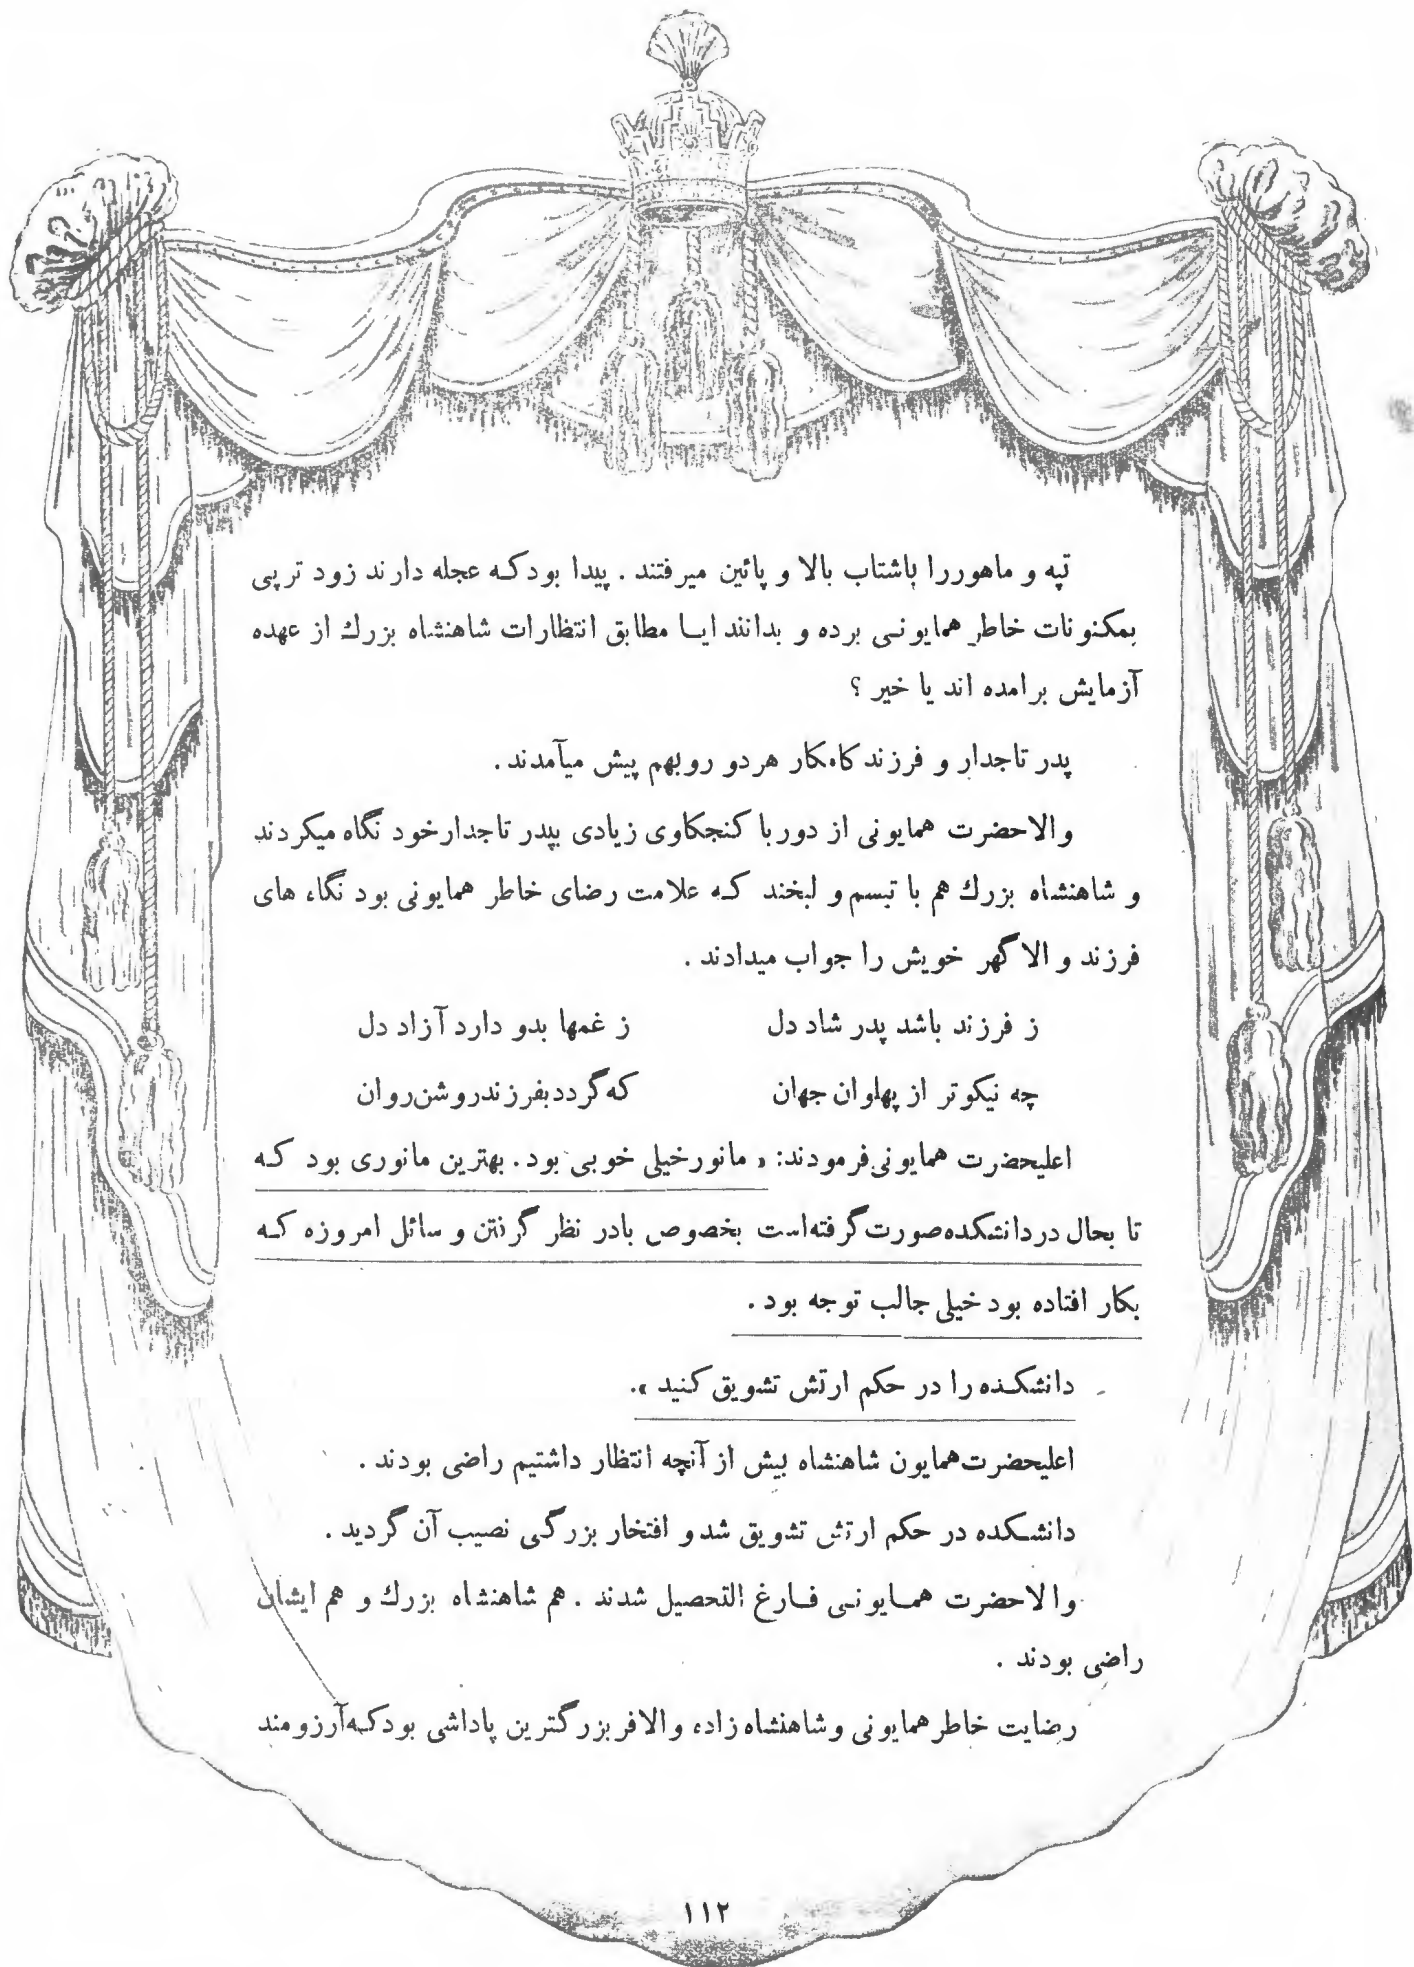 تپه و ماهوررا باشتاب بالا و پائین میرفتند . پیدا بودکه عجله دارند زود تر پی
بمکنونات خاطر همایونی برده و بدانند ایا مطابق انتظارات شاهنشاه بزرك از عهده
آزمایش برامده اند یا خیر ؟
پدر تاجدار و فرزند کامکار هردو روبهم پیش میآمدند .
والاحضرت همایونی از دور با کنجکاوی زیادی بپدر تاجدارخود نگاه میکردند
و شاهنشاه بزرك هم با تبسم و لبخند که علامت رضای خاطر همایونی بود نگاه های
فرزند و الاگهر خویش را جواب میدادند .
ز فرزند باشد پدر شاد دل ز غمها بدو دارد آزاد دل
چه نیکوتر از پهلوان جهان که گردد بفرزند روشن روان
اعلیحضرت همایونی فرمودند: « مانور خیلی خوبی بود . بهترین مانوری بود که
تا بحال در دانشکده صورت گرفته است بخصوص بادر نظر گرفتن و سائل امروزه که
بکار افتاده بود خیلی جالب توجه بود .
دانشکده را در حکم ارتش تشویق کنید ».
اعلیحضرت همایون شاهنشاه بیش از آنچه انتظار داشتیم راضی بودند .
دانشکده در حکم ارتش تشویق شد و افتخار بزرگی نصیب آن گردید .
والاحضرت همایونی فارغ التحصیل شدند . هم شاهنشاه بزرك و هم ایشان
راضی بودند .
رضایت خاطر همایونی و شاهنشاه زاده والافر بزرگترین پاداشی بود که آرزومند
۱۱۲